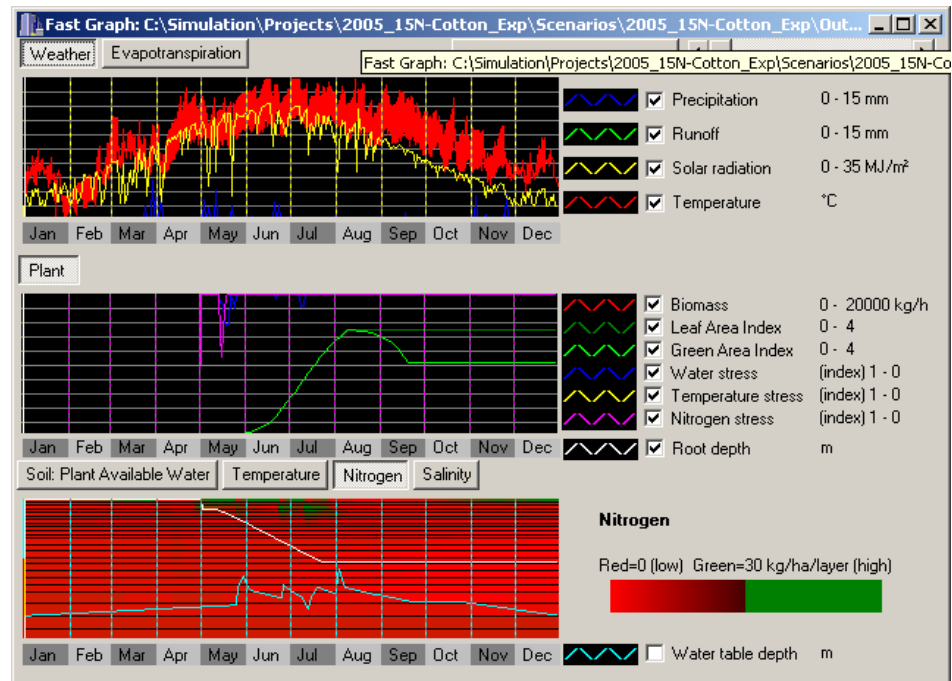 Fast Graph: C:\Simulation\Projects\2005_15N-Cotton_Exp\Scenarios\2005_15N-Cotton_Exp\Out...
Weather Evapotranspiration
Fast Graph: C:\Simulation\Projects\2005_15N-Cotton_Exp\Scenarios\2005_15N-Co
Precipitation 0 - 15 mm
Runoff 0 - 15 mm
Solar radiation 0 - 35 MJ/m²
Temperature °C
Jan Feb Mar Apr May Jun Jul Aug Sep Oct Nov Dec
Plant
Biomass 0 - 20000 kg/h
Leaf Area Index 0 - 4
Green Area Index 0 - 4
Water stress (index) 1 - 0
Temperature stress (index) 1 - 0
Nitrogen stress (index) 1 - 0
Jan Feb Mar Apr May Jun Jul Aug Sep Oct Nov Dec Root depth m
Soil: Plant Available Water Temperature Nitrogen Salinity
Nitrogen
Red=0 (low) Green=30 kg/ha/layer (high)
Jan Feb Mar Apr May Jun Jul Aug Sep Oct Nov Dec Water table depth m